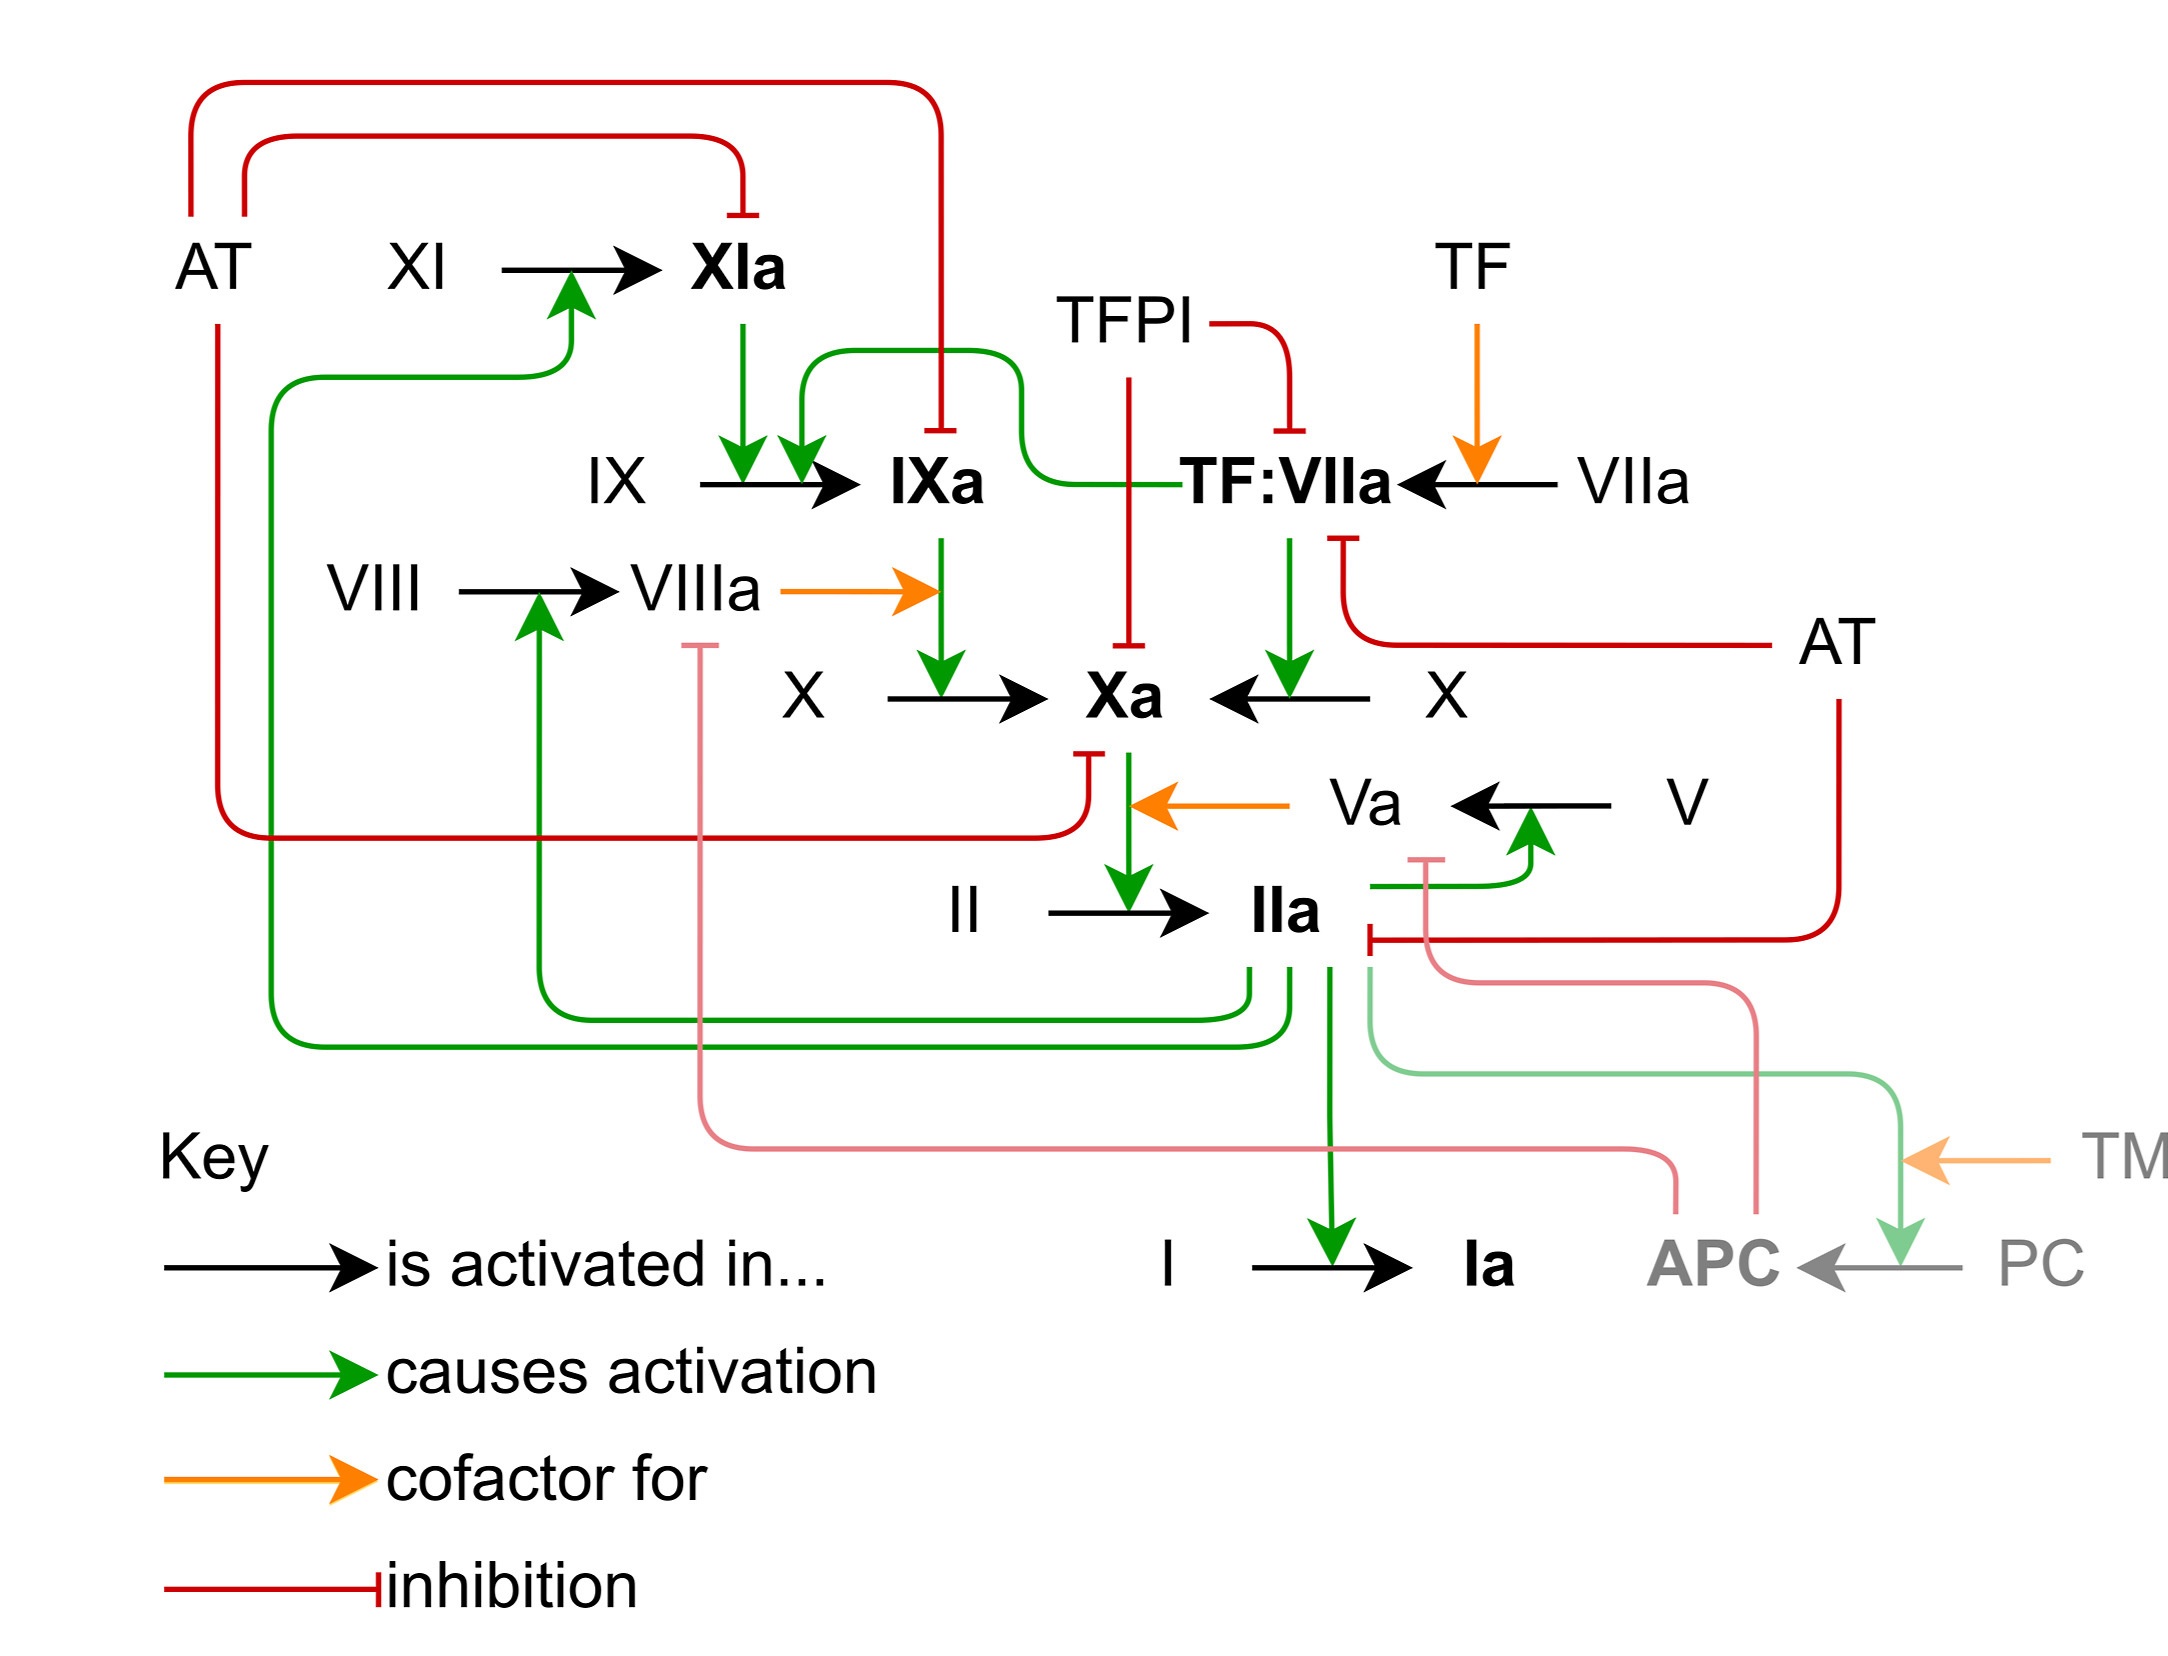 AT XI XIa TF
TFPI
IX IXa TF:VIIa VIIa
VIII VIIIa
AT
X Xa X
Va V
II IIa
Key
TM
is activated in...
I Ia APC PC
causes activation
cofactor for
inhibition